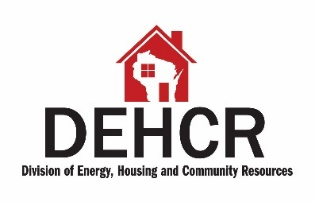 DEHCR
Division of Energy, Housing and Community Resources